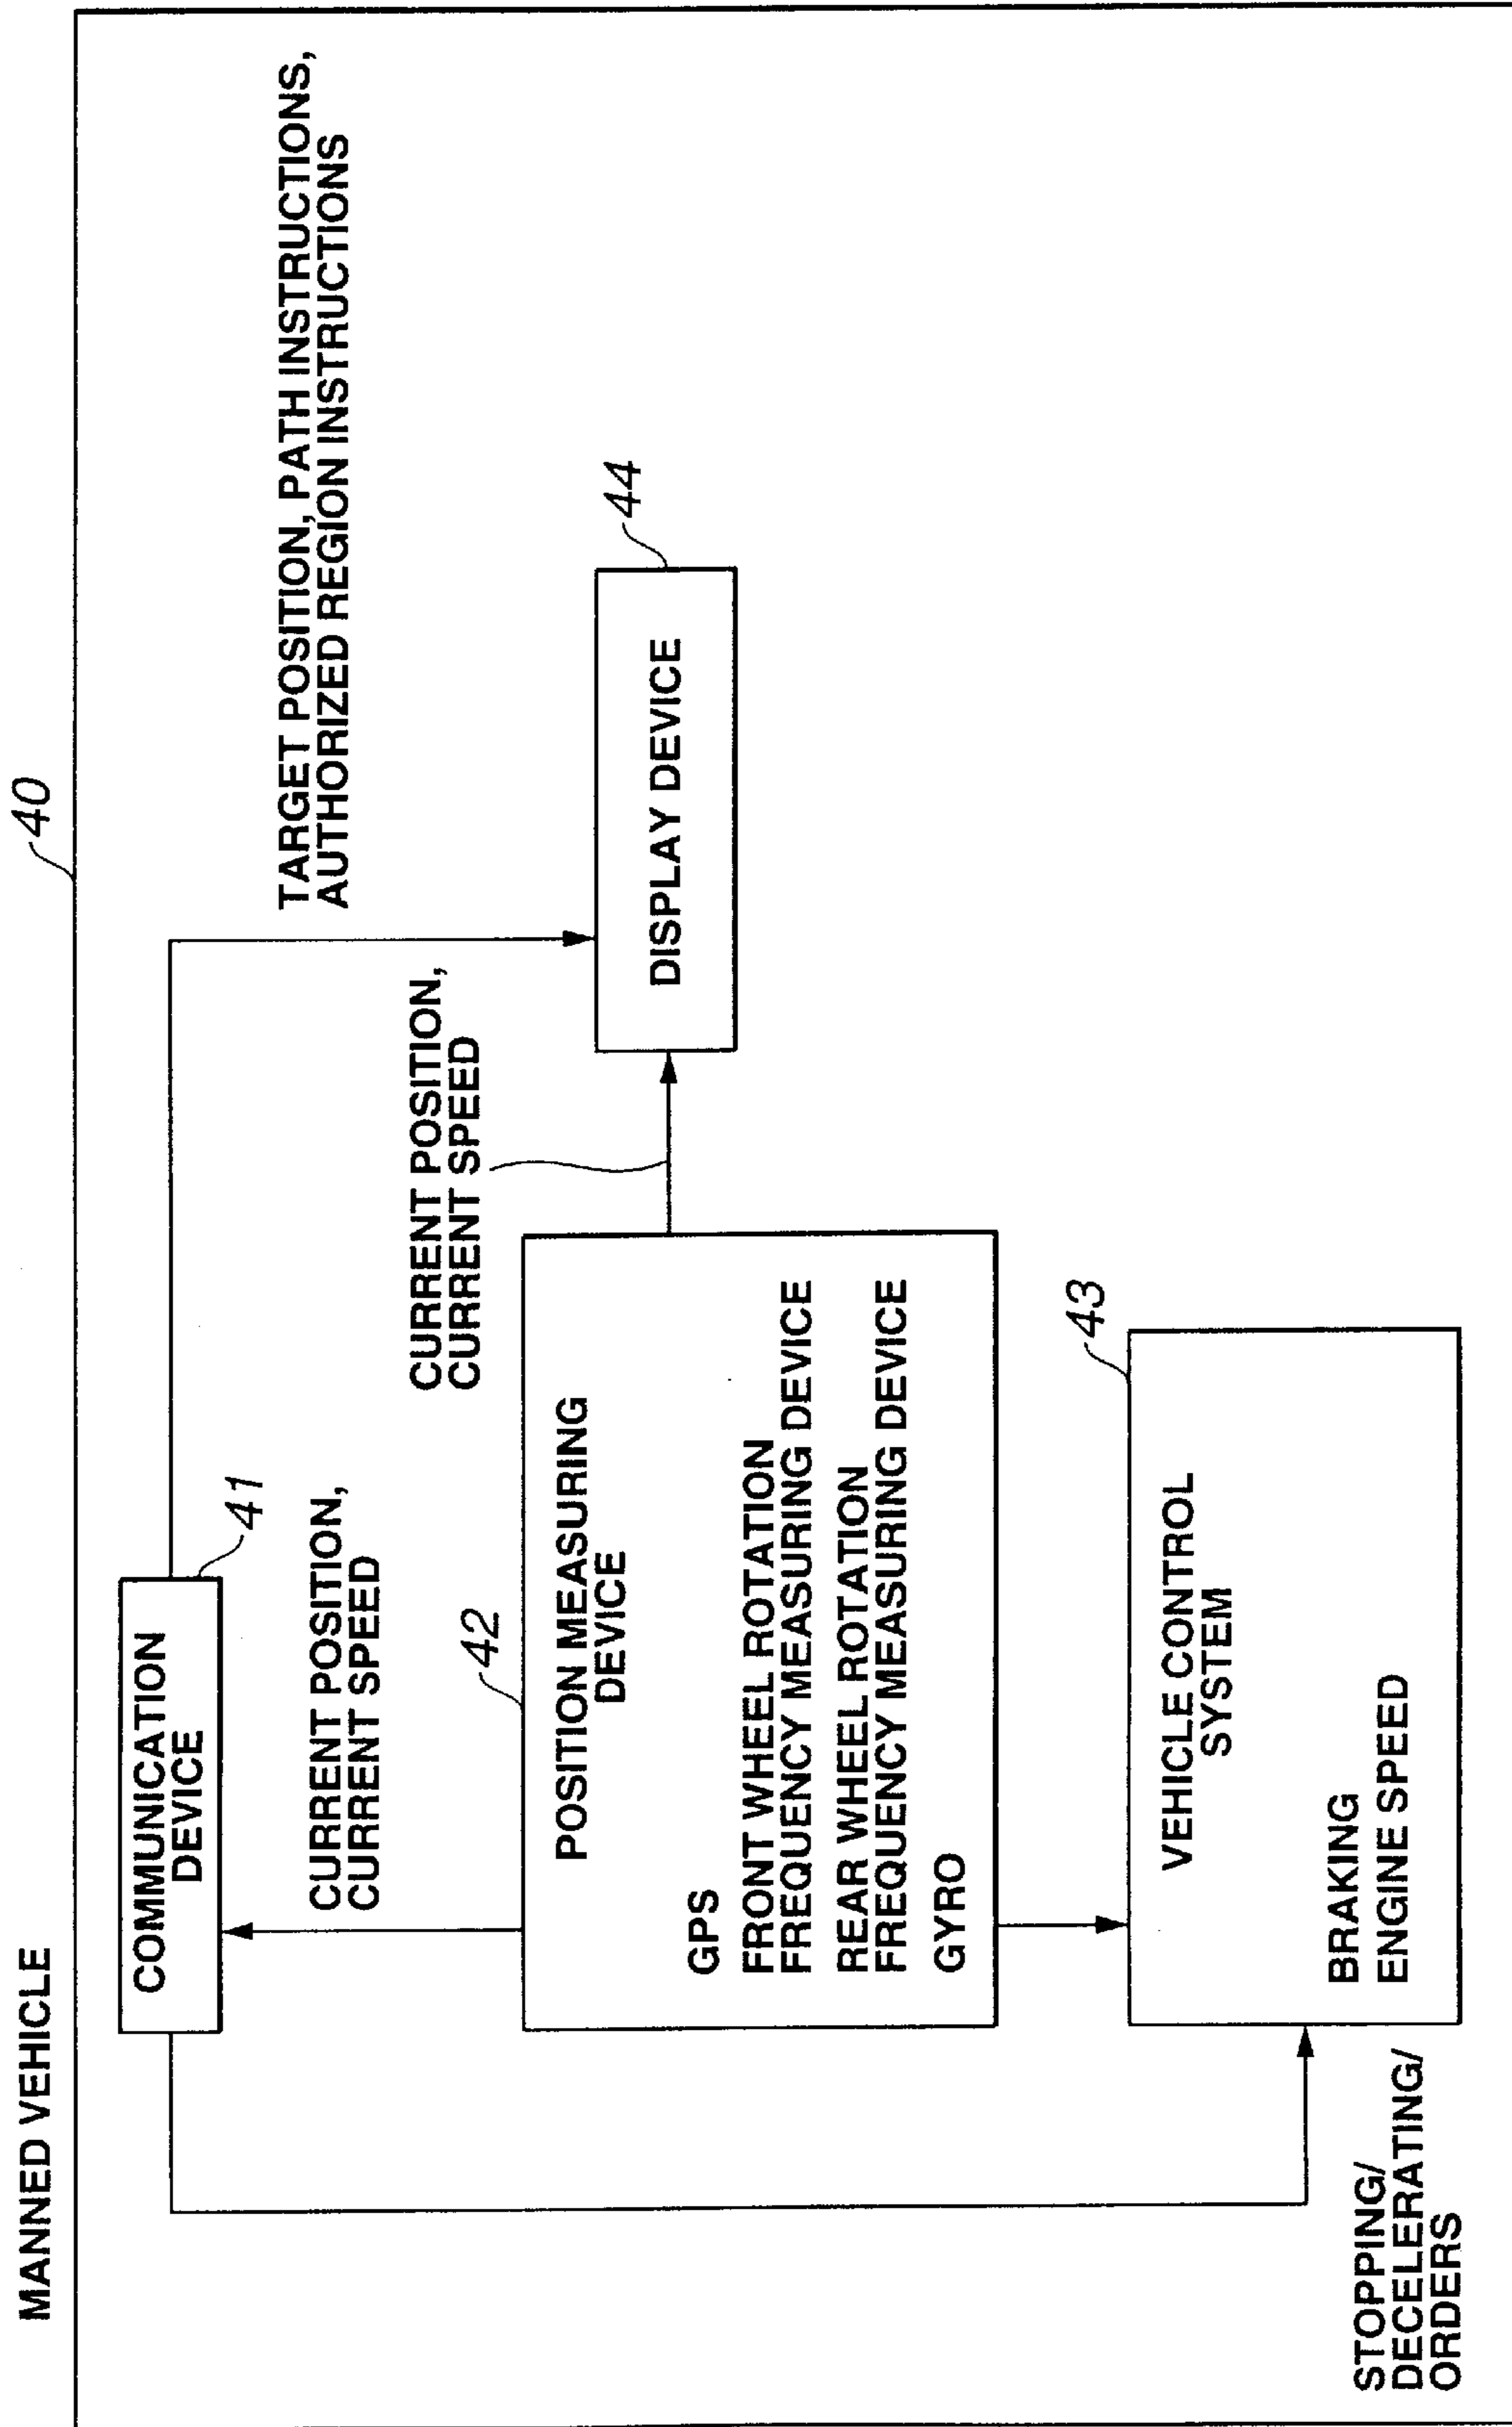 MANNED VEHICLE
40
COMMUNICATION
DEVICE
41
TARGET POSITION, PATH INSTRUCTIONS,
AUTHORIZED REGION INSTRUCTIONS
CURRENT POSITION,
CURRENT SPEED
CURRENT POSITION,
CURRENT SPEED
42
POSITION MEASURING
DEVICE
GPS
FRONT WHEEL ROTATION
FREQUENCY MEASURING DEVICE
REAR WHEEL ROTATION
FREQUENCY MEASURING DEVICE
GYRO
44
DISPLAY DEVICE
43
VEHICLE CONTROL
SYSTEM
BRAKING
ENGINE SPEED
STOPPING/
DECELERATING/
ORDERS